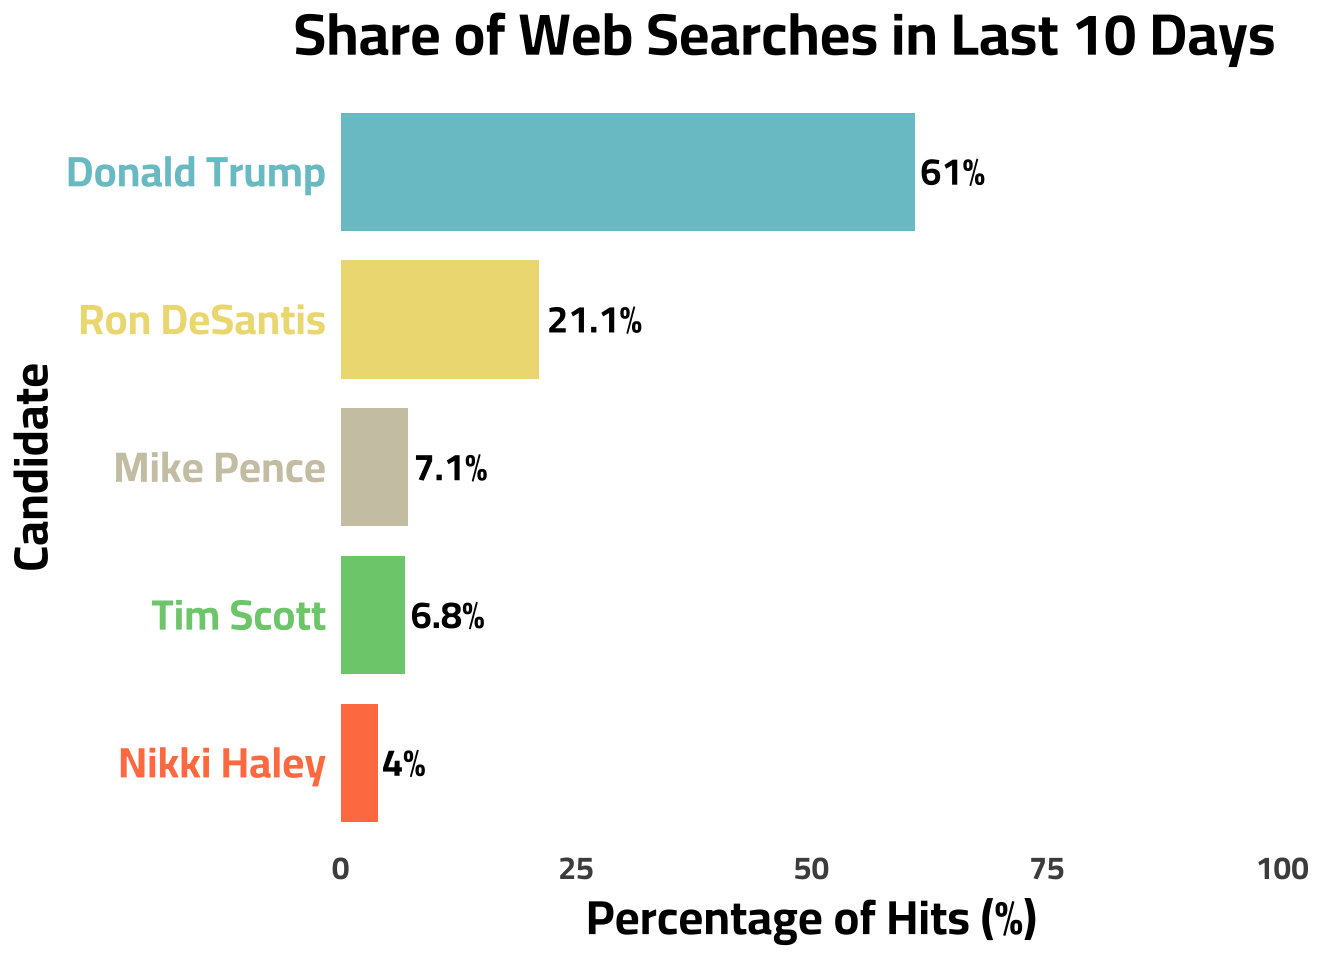 Share of Web Searches in Last 10 Days
Donald Trump 61%
Ron DeSantis 21.1%
Mike Pence 7.1%
Tim Scott 6.8%
Nikki Haley 4%
Candidate
0 25 50 75 100
Percentage of Hits (%)